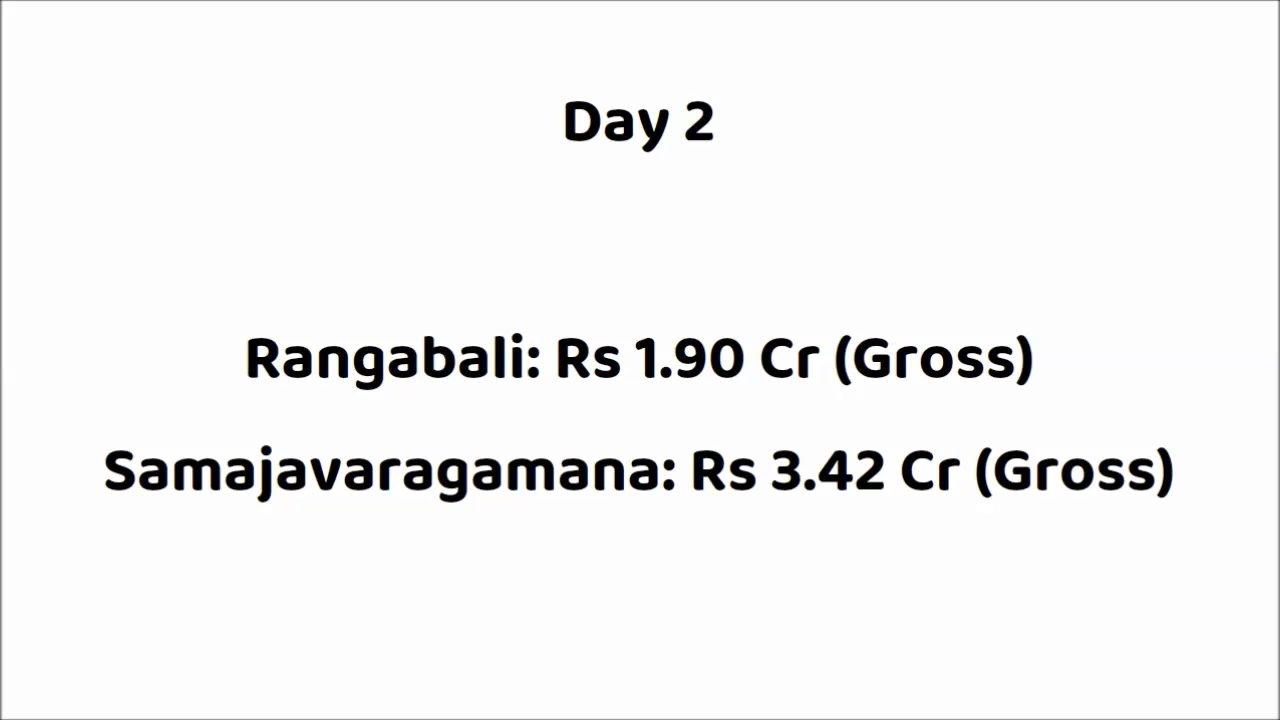 Day 2
Rangabali: Rs 1.90 Cr (Gross)
Samajavaragamana: Rs 3.42 Cr (Gross)